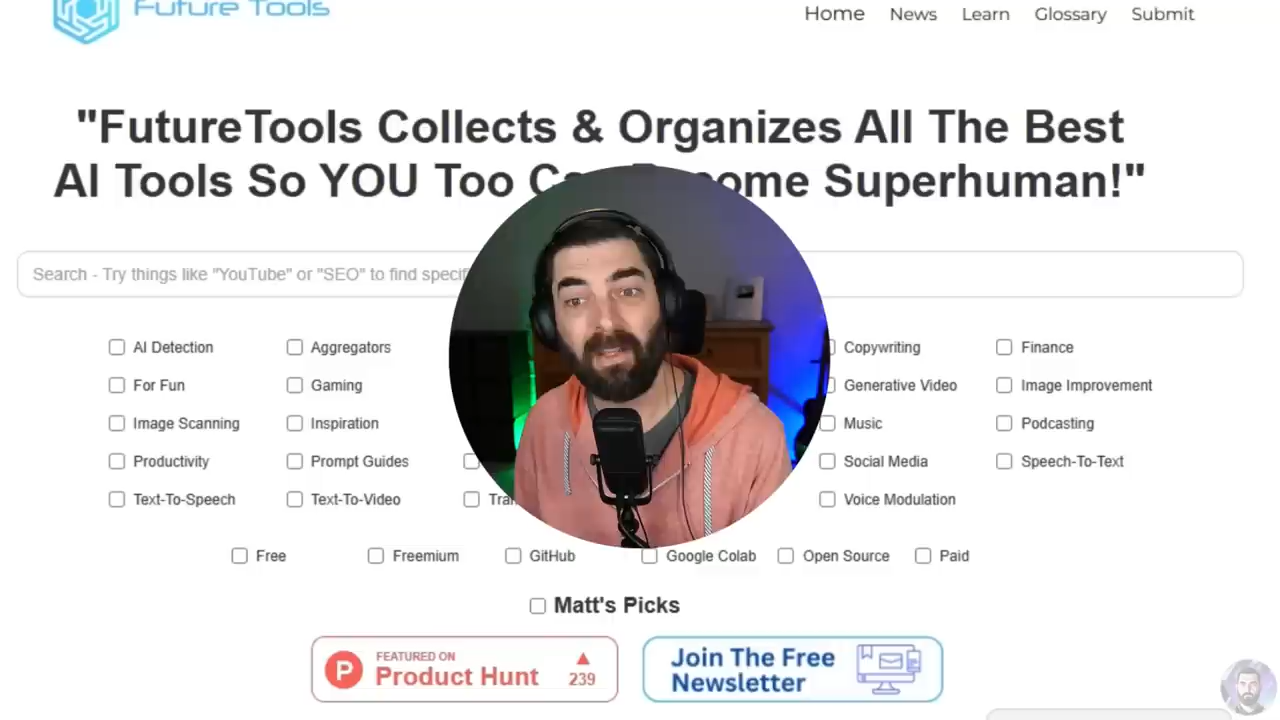 Future Tools
Home News Learn Glossary Submit
"FutureTools Collects & Organizes All The Best
AI Tools So YOU Too Superhuman!"
Search - Try things like "YouTube" or "SEO" to find
AI Detection Aggregators Copywriting Finance
For Fun Gaming Generative Video Image Improvement
Image Scanning Inspiration Music Podcasting
Productivity Prompt Guides Social Media Speech-To-Text
Text-To-Speech Text-To-Video Voice Modulation
Free Freemium GitHub Google Colab Open Source Paid
Matt's Picks
FEATURED ON
Product Hunt
239
Join The Free
Newsletter